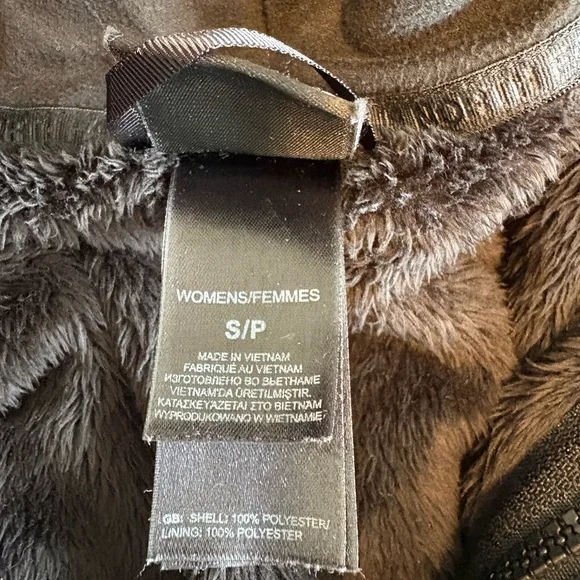 WOMENS/FEMMES
S/P
MADE IN VIETNAM
FABRIQUÉ AU VIETNAM
ИЗГОТОВЛЕНО ВО ВЬЕТНАМЕ
VIETNAM'DA ÜRETILMIŞTIR
ΚΑΤΑΣΚΕΥΑΖΕΤΑΙ ΣΤΟ ΒΙΕΤΝΑΜ
WYPRODUKOWANO W WIETNAMIE
GB: SHELL: 100% POLYESTER/
LINING: 100% POLYESTER